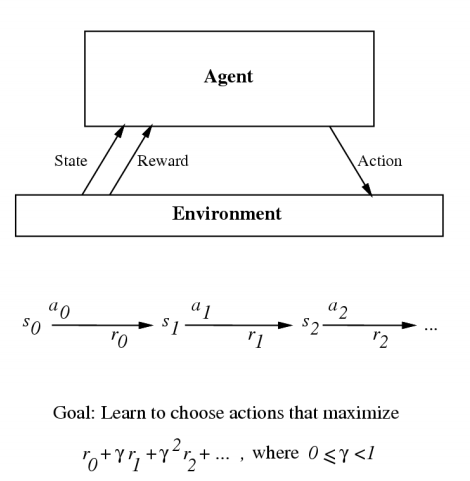 Agent
State Reward Action
Environment
a0 a1 a2
s0 s1 s2 ...
r0 r1 r2
Goal: Learn to choose actions that maximize
r₀ + γ r₁ + γ² r₂ + ... , where 0 ≤ γ < 1